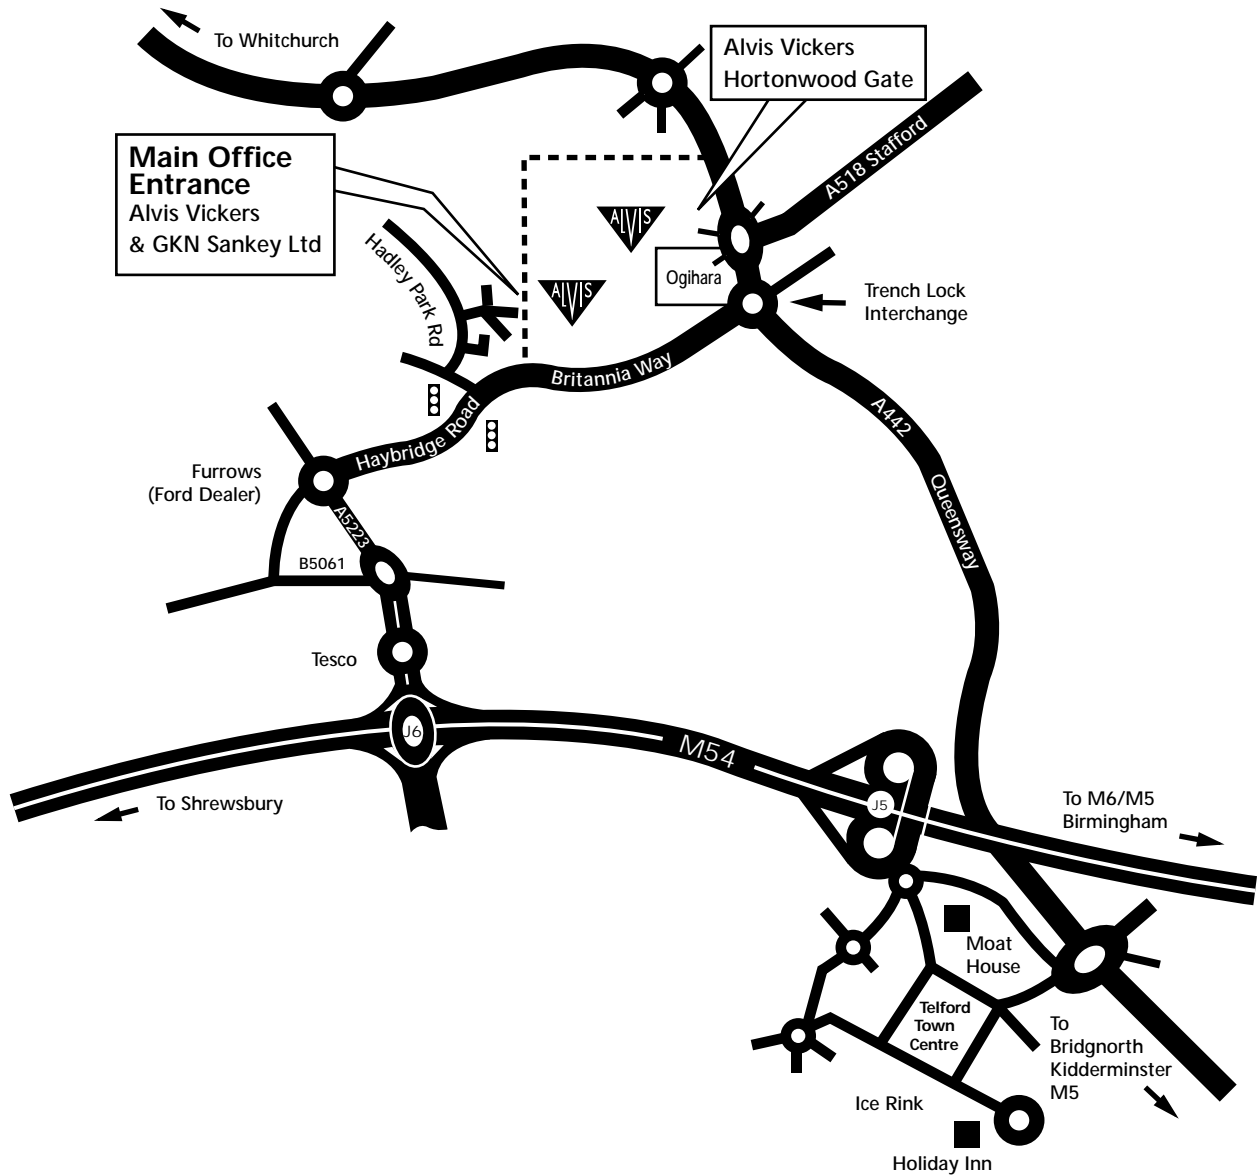 To Whitchurch
Alvis Vickers
Hortonwood Gate
A518 Stafford
Main Office
Entrance
Alvis Vickers
& GKN Sankey Ltd
ALVIS
Hadley Park Rd
Ogihara
ALVIS
Trench Lock
Interchange
Britannia Way
A442
Queensway
Haybridge Road
Furrows
(Ford Dealer)
A5223
B5061
Tesco
J6
M54
To Shrewsbury
J5
To M6/M5
Birmingham
Moat
House
Telford
Town
Centre
To
Bridgnorth
Kidderminster
M5
Ice Rink
Holiday Inn